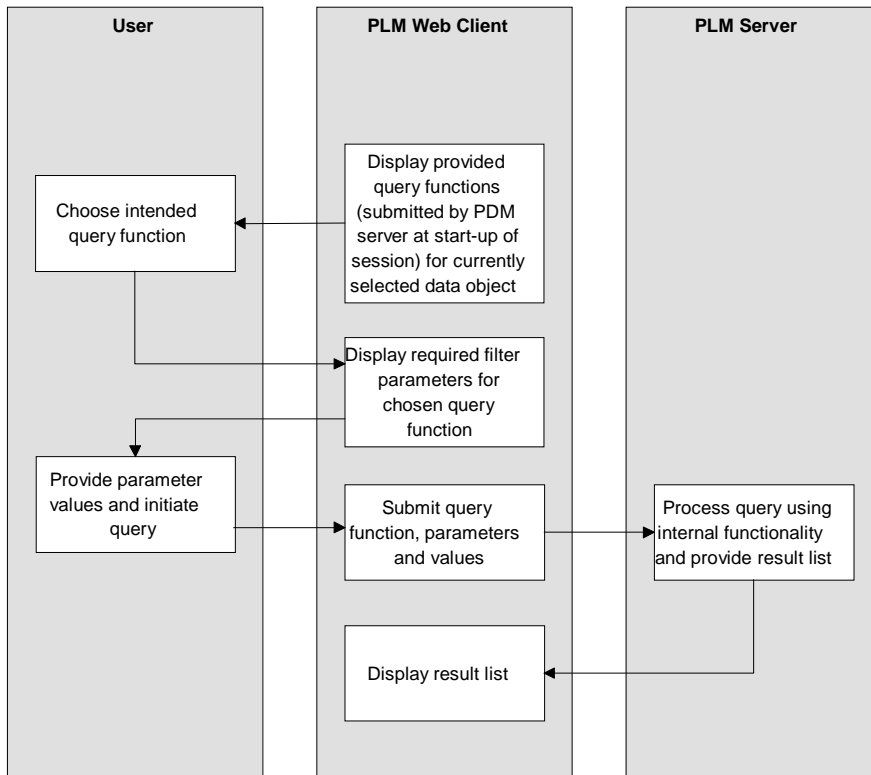 User
PLM Web Client
PLM Server
Display provided
query functions
(submitted by PDM
server at start-up of
session) for currently
selected data object
Choose intended
query function
Display required filter
parameters for
chosen query
function
Provide parameter
values and initiate
query
Submit query
function, parameters
and values
Process query using
internal functionality
and provide result list
Display result list